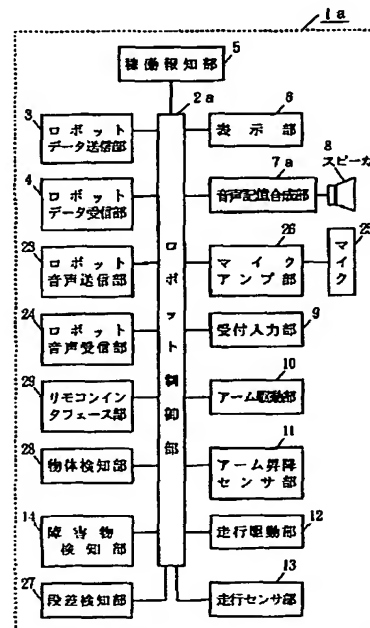 1a
5
稼働報知部
2a
3
ロボット
データ送信部
6
表示部
4
ロボット
データ受信部
7a
音声記憶合成部
8
スピーカ
23
ロボット
音声送信部
26
マイク
アンプ部
25
マイク
24
ロボット
音声受信部
9
受付入力部
ロボット制御部
29
リモコンイン
タフェース部
10
アーム駆動部
28
物体検知部
11
アーム昇降
センサ部
14
障害物
検知部
12
走行駆動部
27
段差検知部
13
走行センサ部